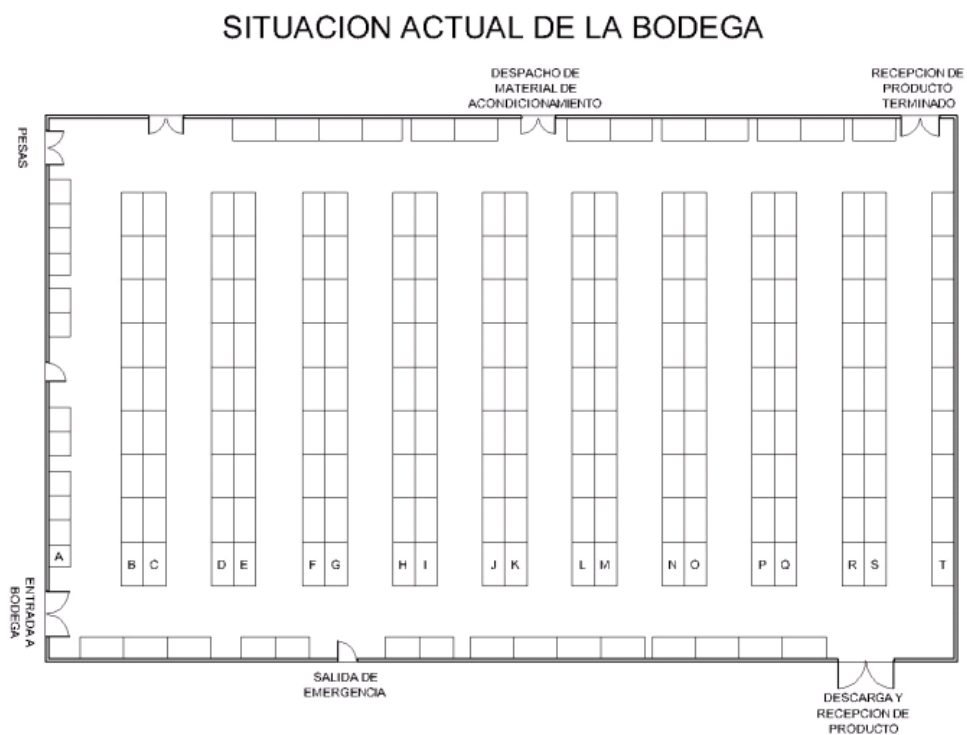 SITUACION ACTUAL DE LA BODEGA
DESPACHO DE
MATERIAL DE
ACONDICIONAMIENTO
RECEPCION DE
PRODUCTO
TERMINADO
PESAS
A
B C
D E
F G
H I
J K
L M
N O
P Q
R S
T
ENTRADA A
BODEGA
SALIDA DE
EMERGENCIA
DESCARGA Y
RECEPCION DE
PRODUCTO